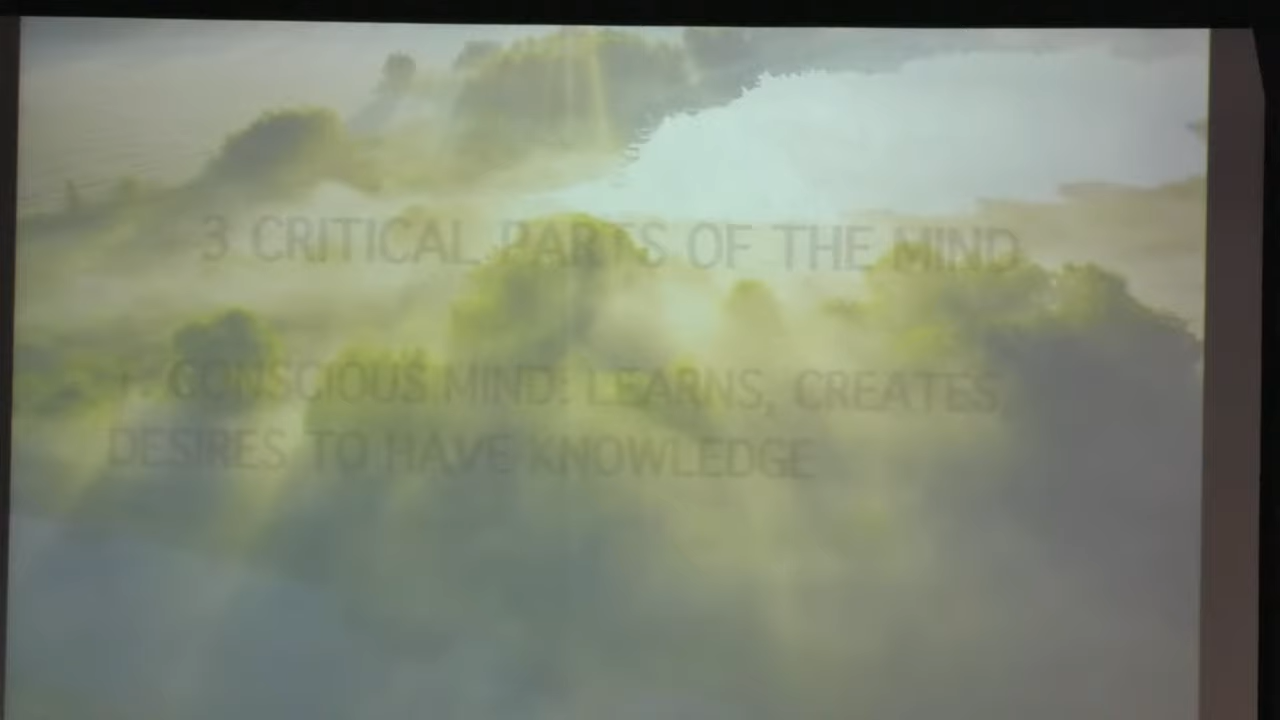 3 CRITICAL PARTS OF THE MIND
1. CONSCIOUS MIND: LEARNS, CREATES
DESIRES TO HAVE KNOWLEDGE